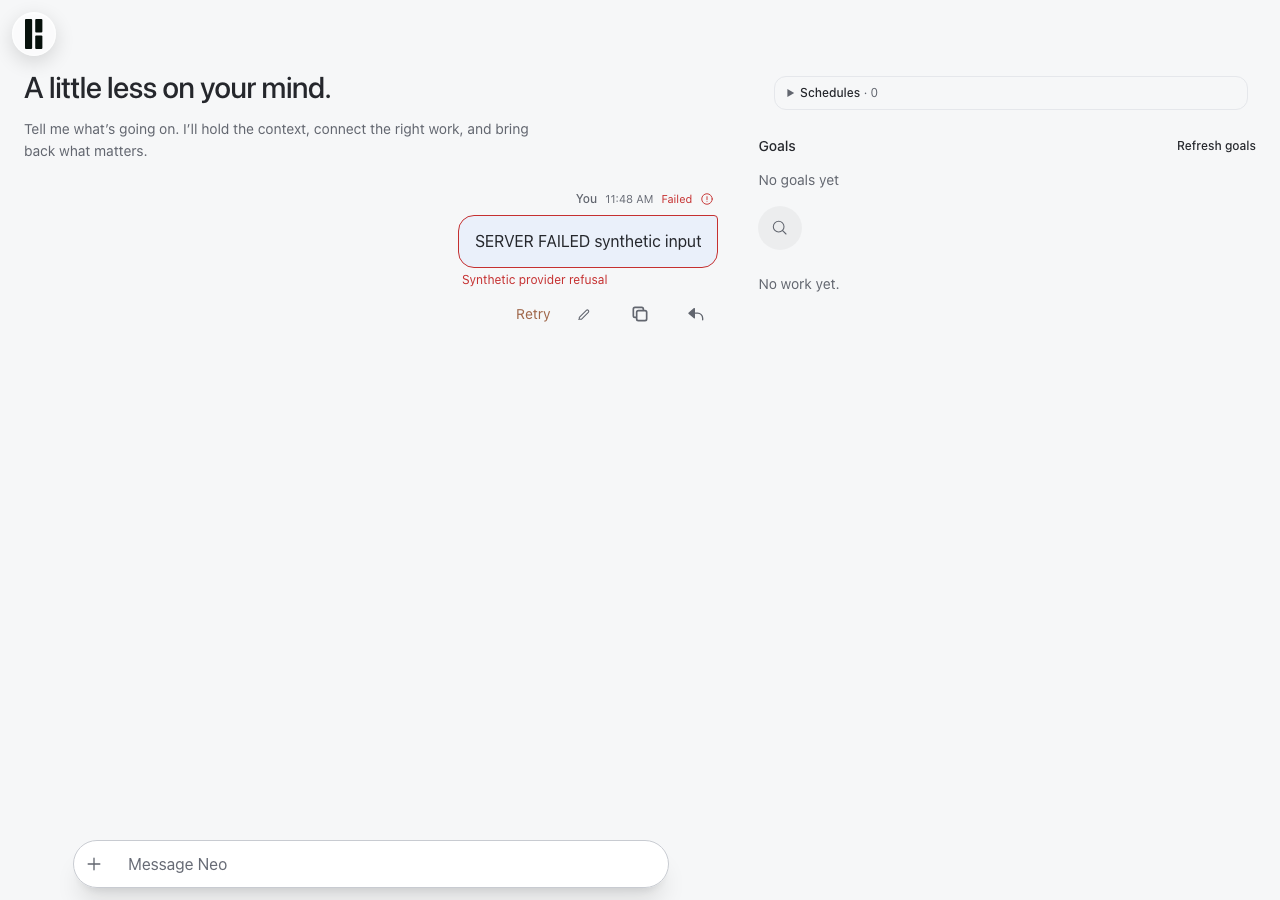 A little less on your mind.
Tell me what’s going on. I’ll hold the context, connect the right work, and bring
back what matters.
You 11:48 AM Failed
SERVER FAILED synthetic input
Synthetic provider refusal
Retry
Message Neo
Schedules · 0
Goals Refresh goals
No goals yet
No work yet.